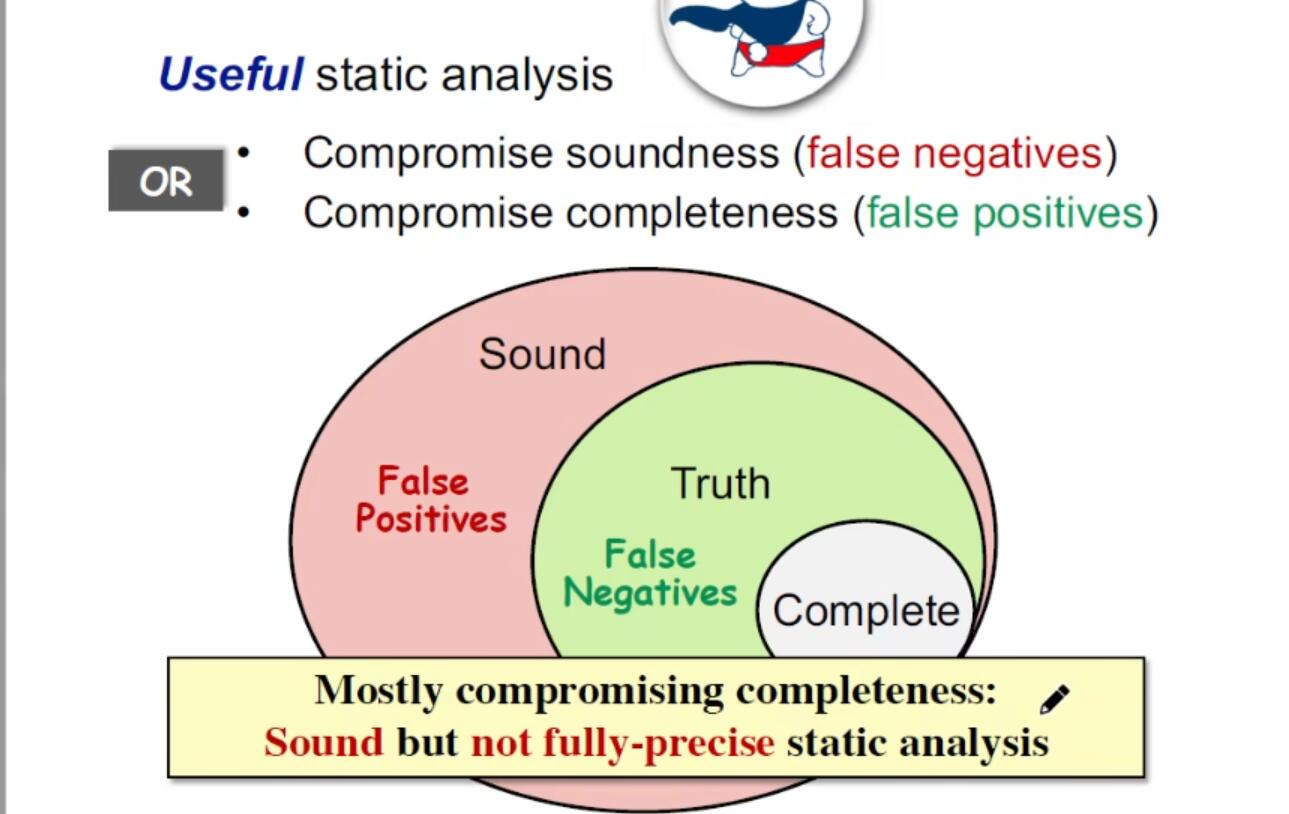 Useful static analysis
OR
• Compromise soundness (false negatives)
• Compromise completeness (false positives)
Sound
Truth
False
Positives
False
Negatives
Complete
Mostly compromising completeness:
Sound but not fully-precise static analysis